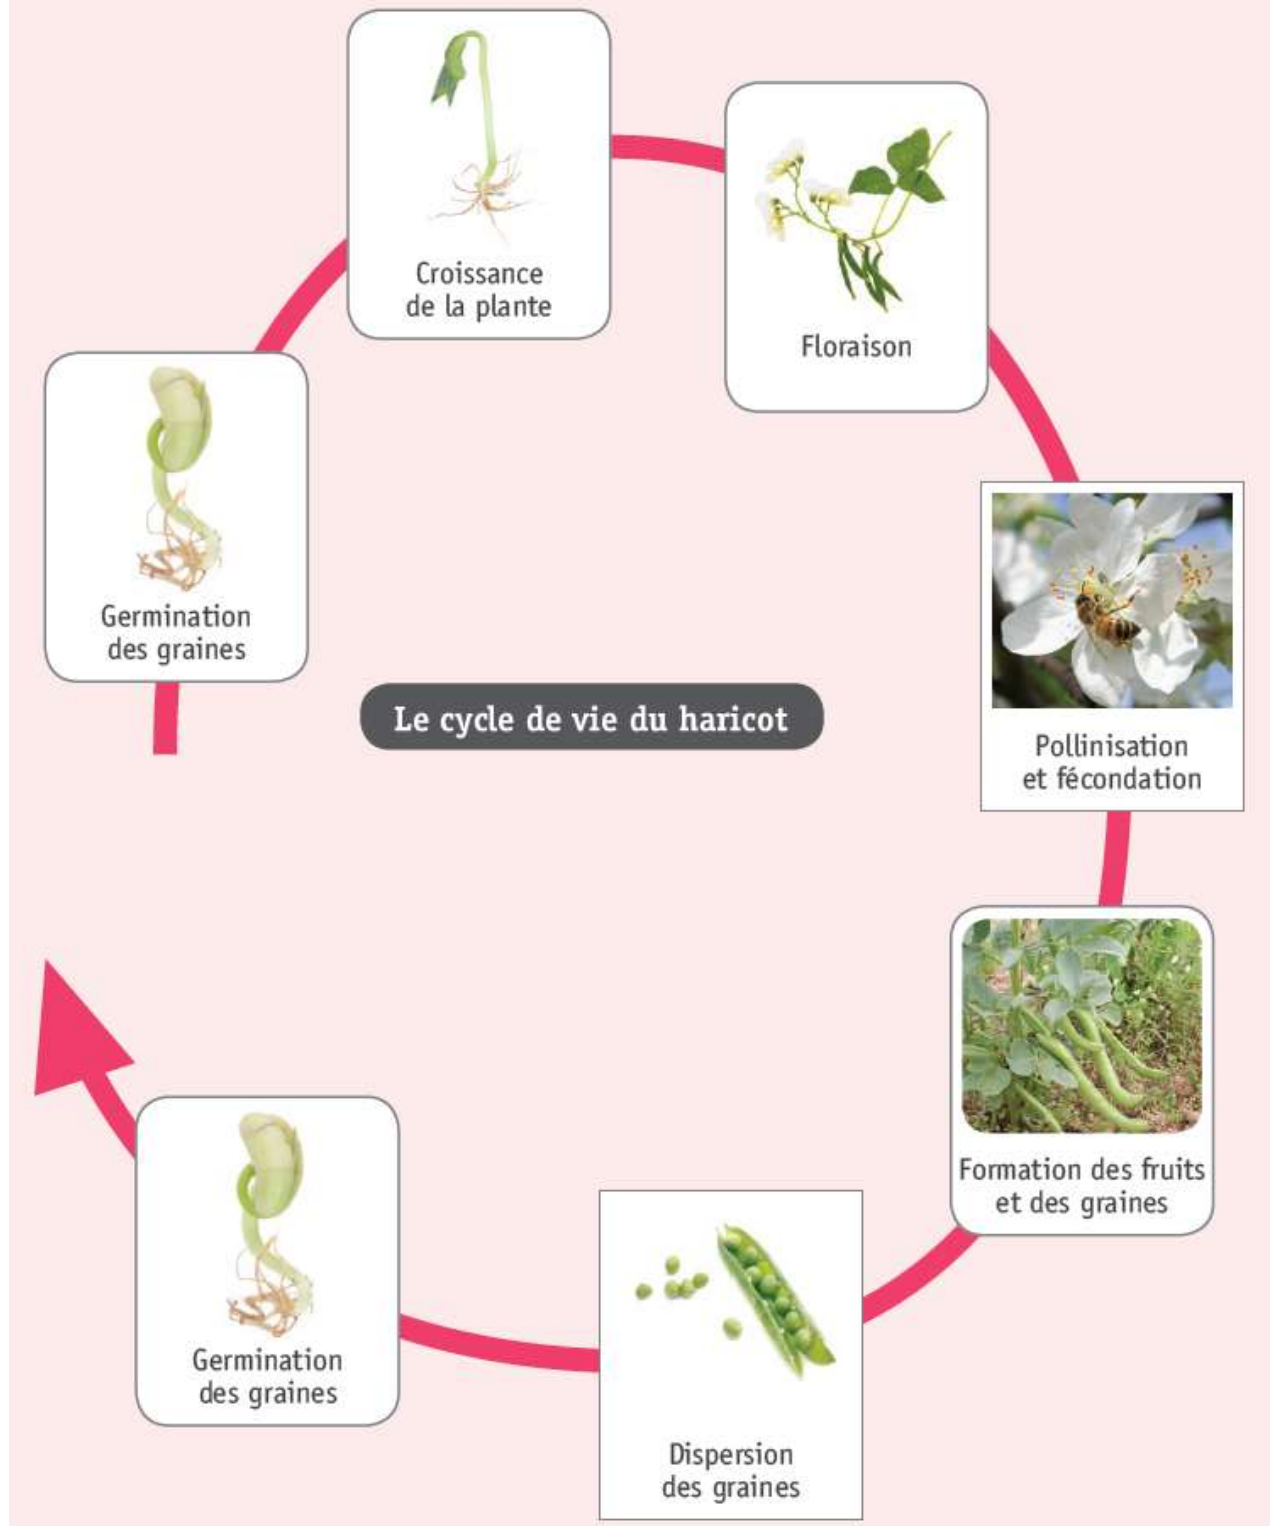 Croissance
de la plante
Floraison
Germination
des graines
Le cycle de vie du haricot
Pollinisation
et fécondation
Formation des fruits
et des graines
Germination
des graines
Dispersion
des graines